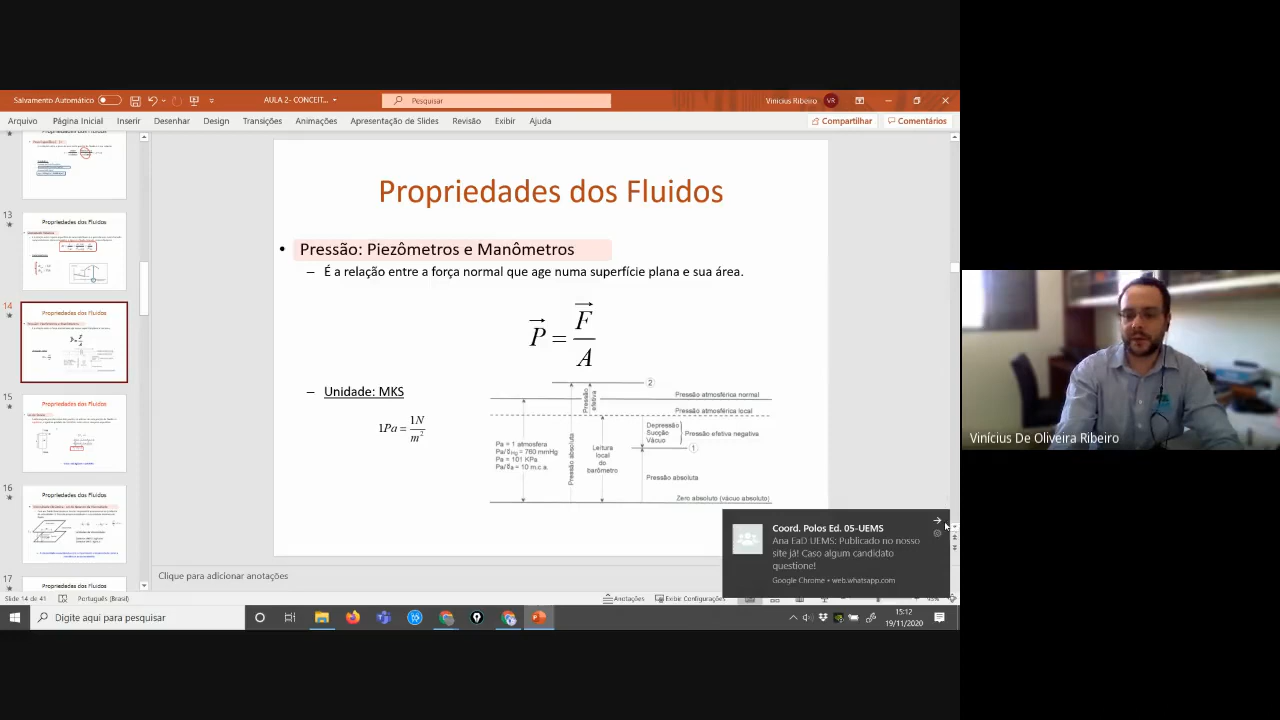 Salvamento Automático
AULA 2- CONCEIT...
Pesquisar
Vinicius Ribeiro
VR
Arquivo
Página Inicial
Inserir
Desenhar
Design
Transições
Animações
Apresentação de Slides
Revisão
Exibir
Ajuda
Compartilhar
Comentários
13
Propriedades dos Fluidos
14
Propriedades dos Fluidos
15
Propriedades dos Fluidos
16
Propriedades dos Fluidos
17
Propriedades dos Fluidos
Propriedades dos Fluidos
• Pressão: Piezômetros e Manômetros
– É a relação entre a força normal que age numa superfície plana e sua área.
P = F / A
– Unidade: MKS
1Pa = 1N / m²
2
Pressão efetiva
Pressão atmosférica normal
Pressão atmosférica local
Depressão
Sucção
Vácuo
Pressão efetiva negativa
1
Pa = 1 atmosfera
Pa/δHg = 760 mmHg
Pa = 101 KPa
Pa/δa = 10 m.c.a.
Pressão absoluta
Leitura
local
do
barômetro
Pressão absoluta
Zero absoluto (vácuo absoluto)
Coord. Polos Ed. 05-UEMS
Ana EaD UEMS: Publicado no nosso
site já! Caso algum candidato
questione!
Google Chrome • web.whatsapp.com
Clique para adicionar anotações
Slide 14 de 41
Português (Brasil)
Anotações
Exibir Configurações
Digite aqui para pesquisar
15:12
19/11/2020
Vinícius De Oliveira Ribeiro